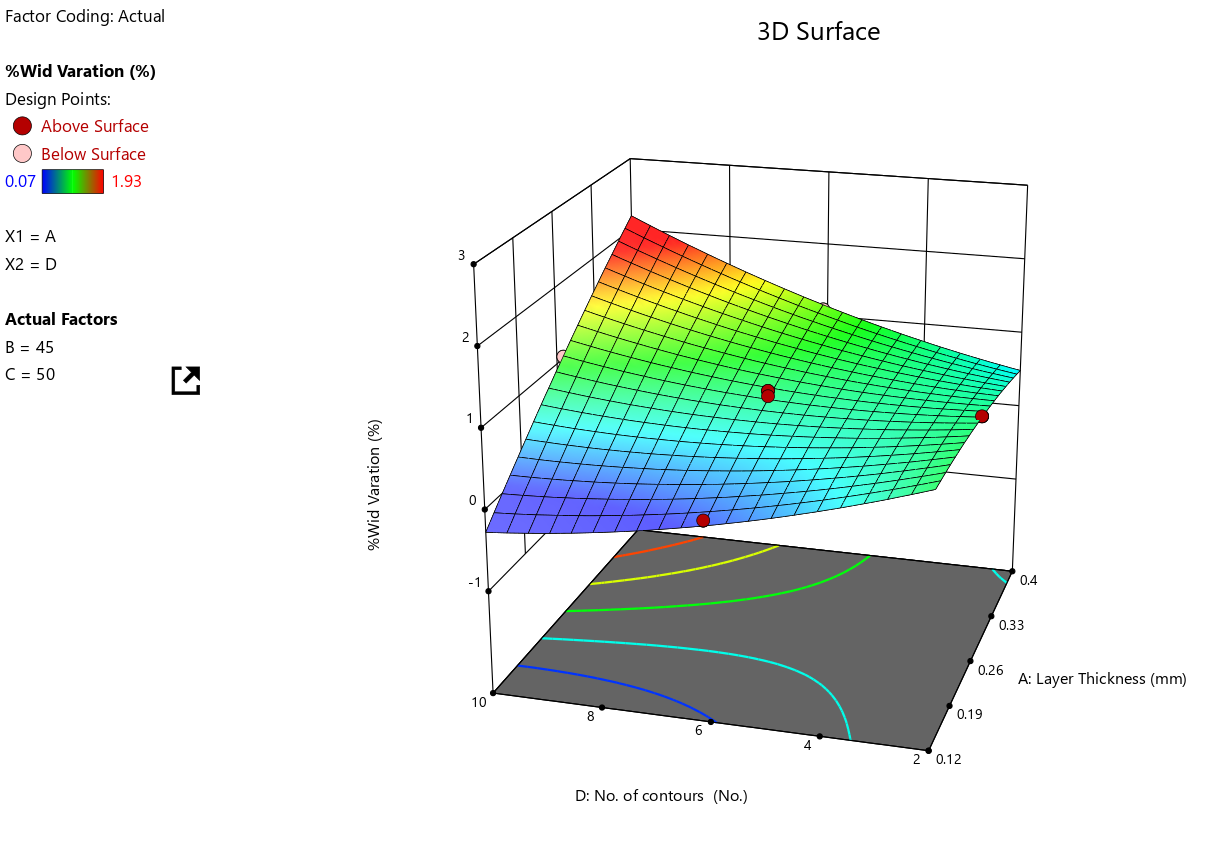 Factor Coding: Actual
3D Surface
%Wid Varation (%)
Design Points:
Above Surface
Below Surface
0.07 1.93
X1 = A
X2 = D
Actual Factors
B = 45
C = 50
3
2
1
0
-1
%Wid Varation (%)
10
8
6
4
2
D: No. of contours (No.)
0.4
0.33
0.26
0.19
0.12
A: Layer Thickness (mm)